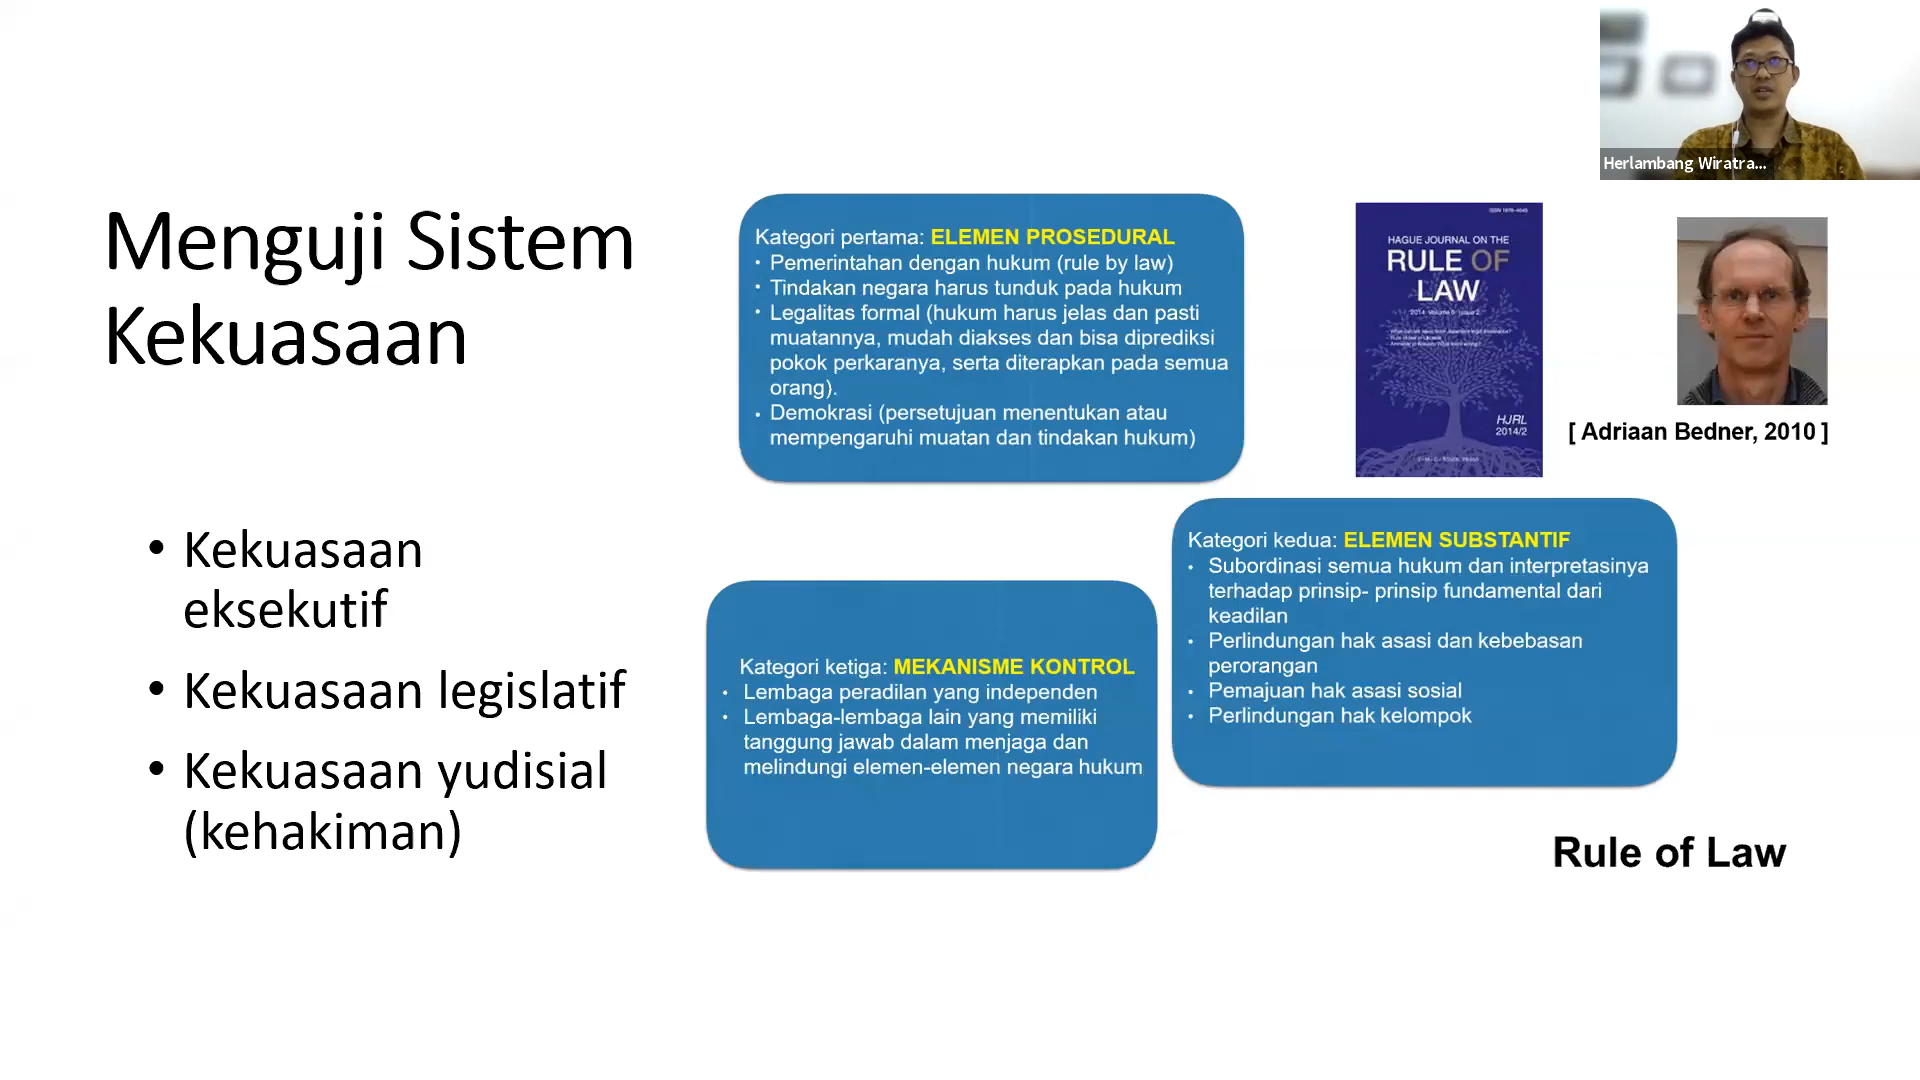 Herlambang Wiratra...
Menguji Sistem
Kekuasaan
• Kekuasaan
eksekutif
• Kekuasaan legislatif
• Kekuasaan yudisial
(kehakiman)
Kategori pertama: ELEMEN PROSEDURAL
• Pemerintahan dengan hukum (rule by law)
• Tindakan negara harus tunduk pada hukum
• Legalitas formal (hukum harus jelas dan pasti
muatannya, mudah diakses dan bisa diprediksi
pokok perkaranya, serta diterapkan pada semua
orang).
• Demokrasi (persetujuan menentukan atau
mempengaruhi muatan dan tindakan hukum)
HAGUE JOURNAL ON THE
RULE OF
LAW
2014 Volume 6 Issue 2
HJRL
2014/2
[ Adriaan Bedner, 2010 ]
Kategori kedua: ELEMEN SUBSTANTIF
• Subordinasi semua hukum dan interpretasinya
terhadap prinsip- prinsip fundamental dari
keadilan
• Perlindungan hak asasi dan kebebasan
perorangan
• Pemajuan hak asasi sosial
• Perlindungan hak kelompok
Kategori ketiga: MEKANISME KONTROL
• Lembaga peradilan yang independen
• Lembaga-lembaga lain yang memiliki
tanggung jawab dalam menjaga dan
melindungi elemen-elemen negara hukum
Rule of Law